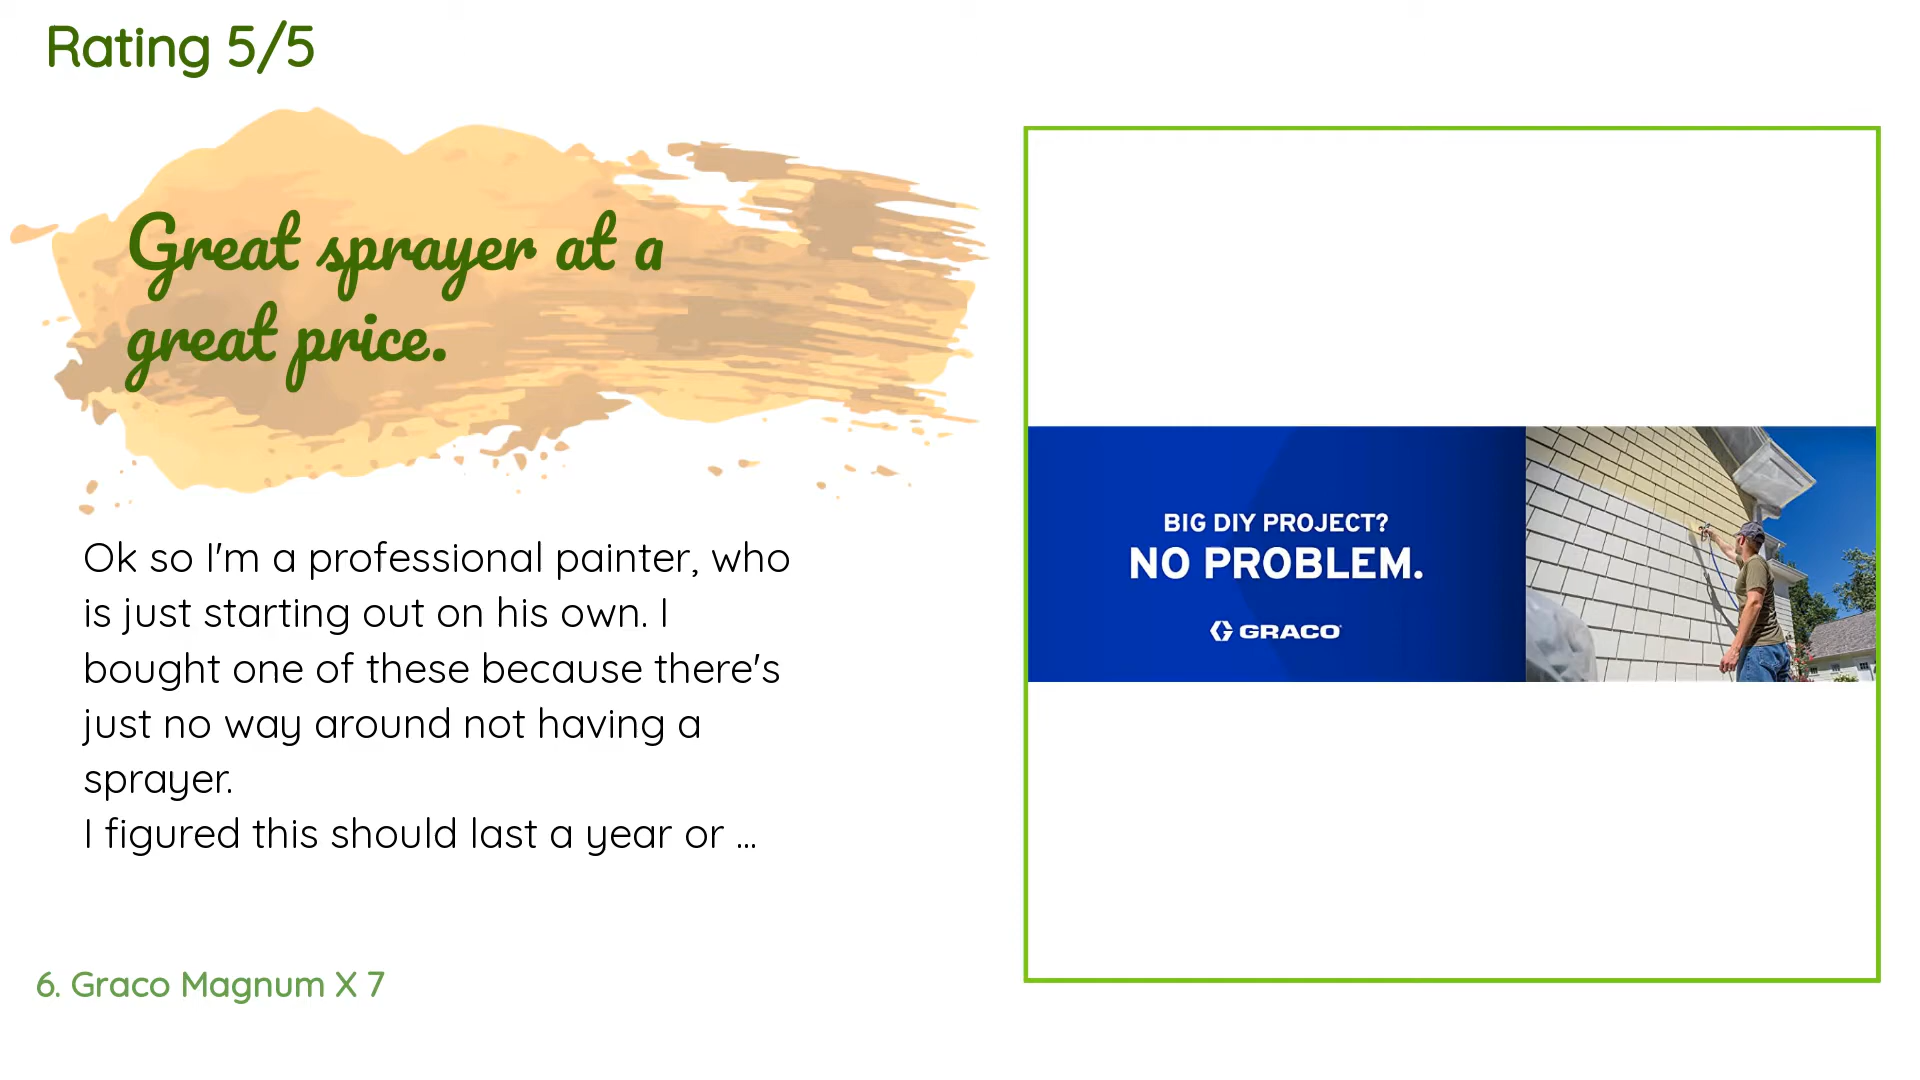 Rating 5/5
Great sprayer at a
great price.
Ok so I'm a professional painter, who
is just starting out on his own. I
bought one of these because there's
just no way around not having a
sprayer.
I figured this should last a year or ...
6. Graco Magnum X 7
BIG DIY PROJECT?
NO PROBLEM.
GRACO